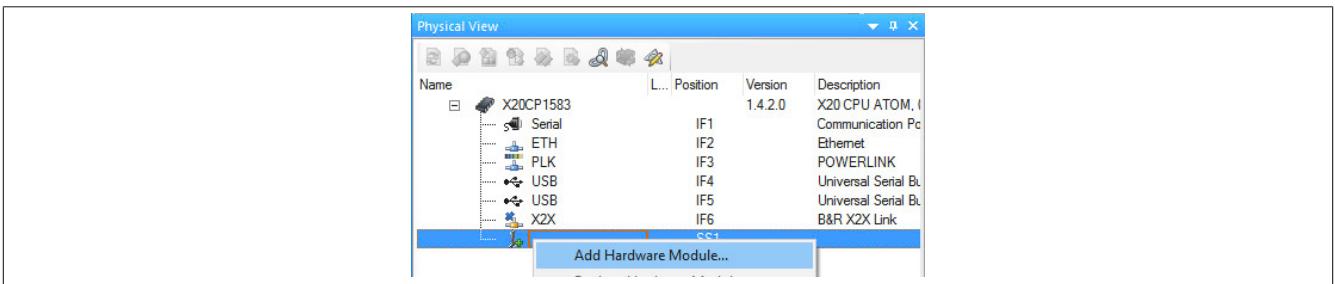 Physical View
Name L... Position Version Description
X20CP1583 1.4.2.0 X20 CPU ATOM, (
Serial IF1 Communication Po
ETH IF2 Ethernet
PLK IF3 POWERLINK
USB IF4 Universal Serial Bu
USB IF5 Universal Serial Bu
X2X IF6 B&R X2X Link
SS1
Add Hardware Module...